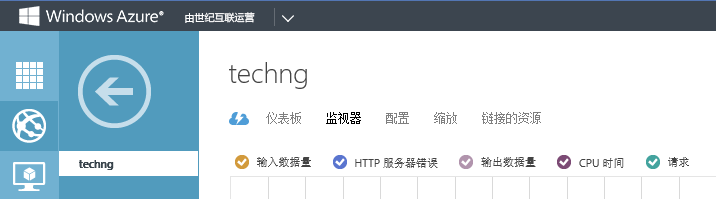 Windows Azure® 由世纪互联运营
techng
techng
仪表板 监视器 配置 缩放 链接的资源
输入数据量 HTTP 服务器错误 输出数据量 CPU 时间 请求